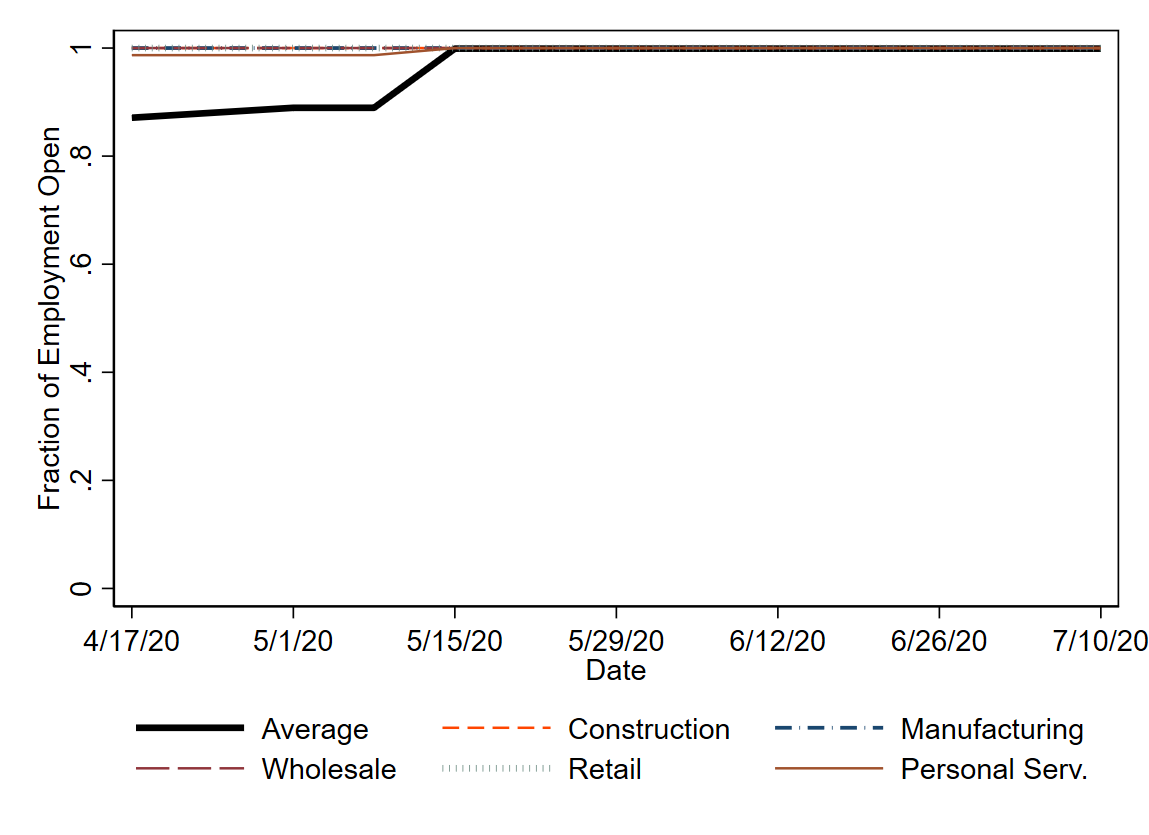 Fraction of Employment Open
1
.8
.6
.4
.2
0
4/17/20 5/1/20 5/15/20 5/29/20 6/12/20 6/26/20 7/10/20
Date
Average Construction Manufacturing
Wholesale Retail Personal Serv.